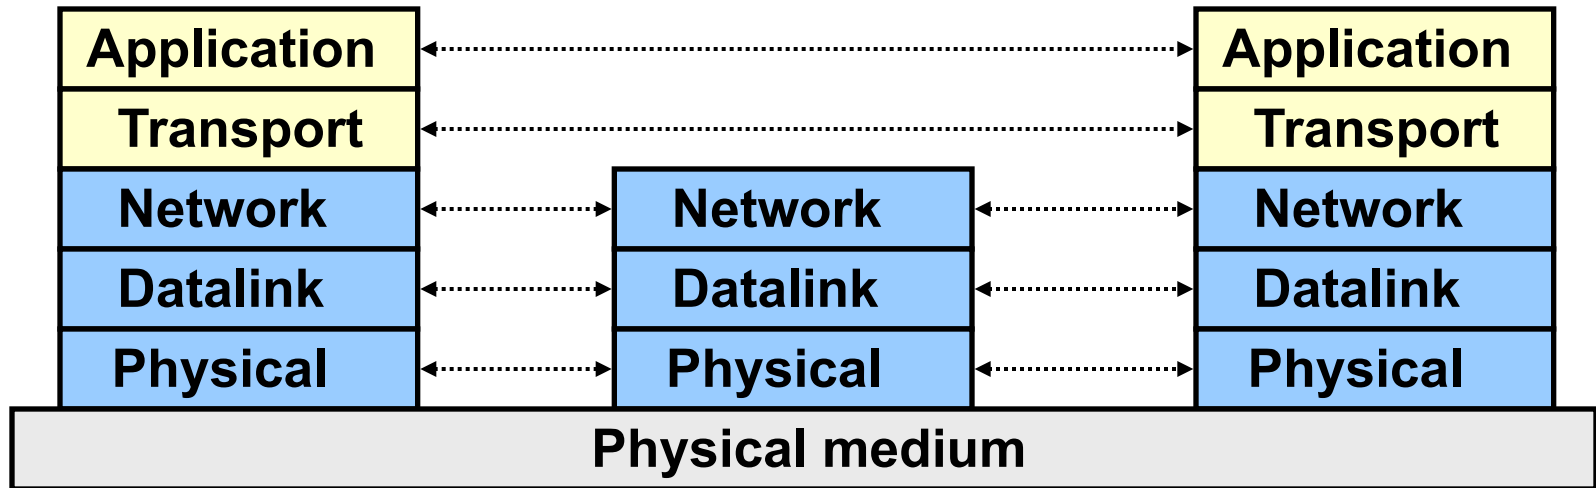 Application
Transport
Network
Datalink
Physical
Network
Datalink
Physical
Application
Transport
Network
Datalink
Physical
Physical medium